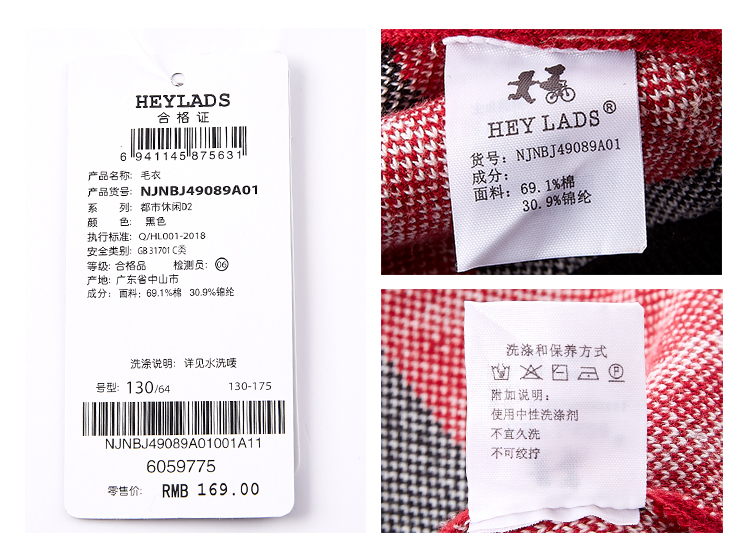 HEYLADS
合格证
6 941145 875631
产品名称: 毛衣
产品货号: NJNBJ49089A01
系 列: 都市休闲D2
颜 色: 黑色
执行标准: Q/HL001-2018
安全类别: GB 31701 C类
等级: 合格品 检测员: 06
产地: 广东省中山市
成分: 面料: 69.1%棉 30.9%锦纶
洗涤说明: 详见水洗唛
号型: 130/64 130-175
NJNBJ49089A01001A11
6059775
零售价: RMB 169.00
HEY LADS®
货号: NJNBJ49089A01
成分:
面料: 69.1%棉
30.9%锦纶
洗涤和保养方式
P
附加说明:
使用中性洗涤剂
不宜久洗
不可绞拧